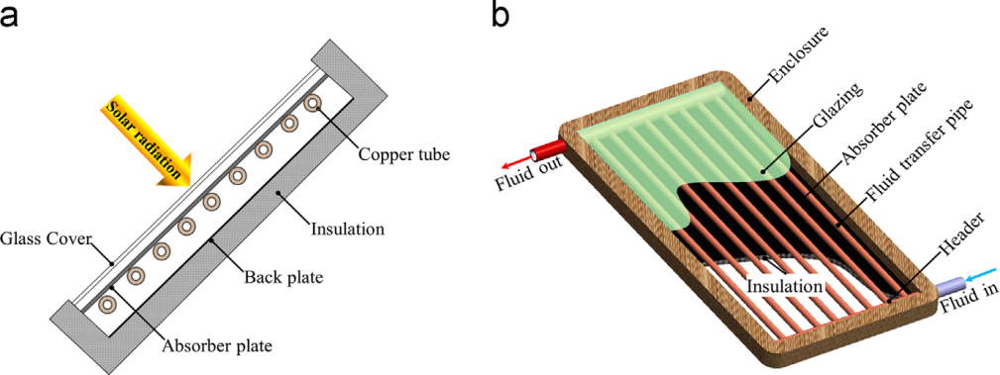 a
Solar radiation
Copper tube
Glass Cover
Insulation
Back plate
Absorber plate
b
Enclosure
Glazing
Absorber plate
Fluid transfer pipe
Header
Fluid out
Insulation
Fluid in